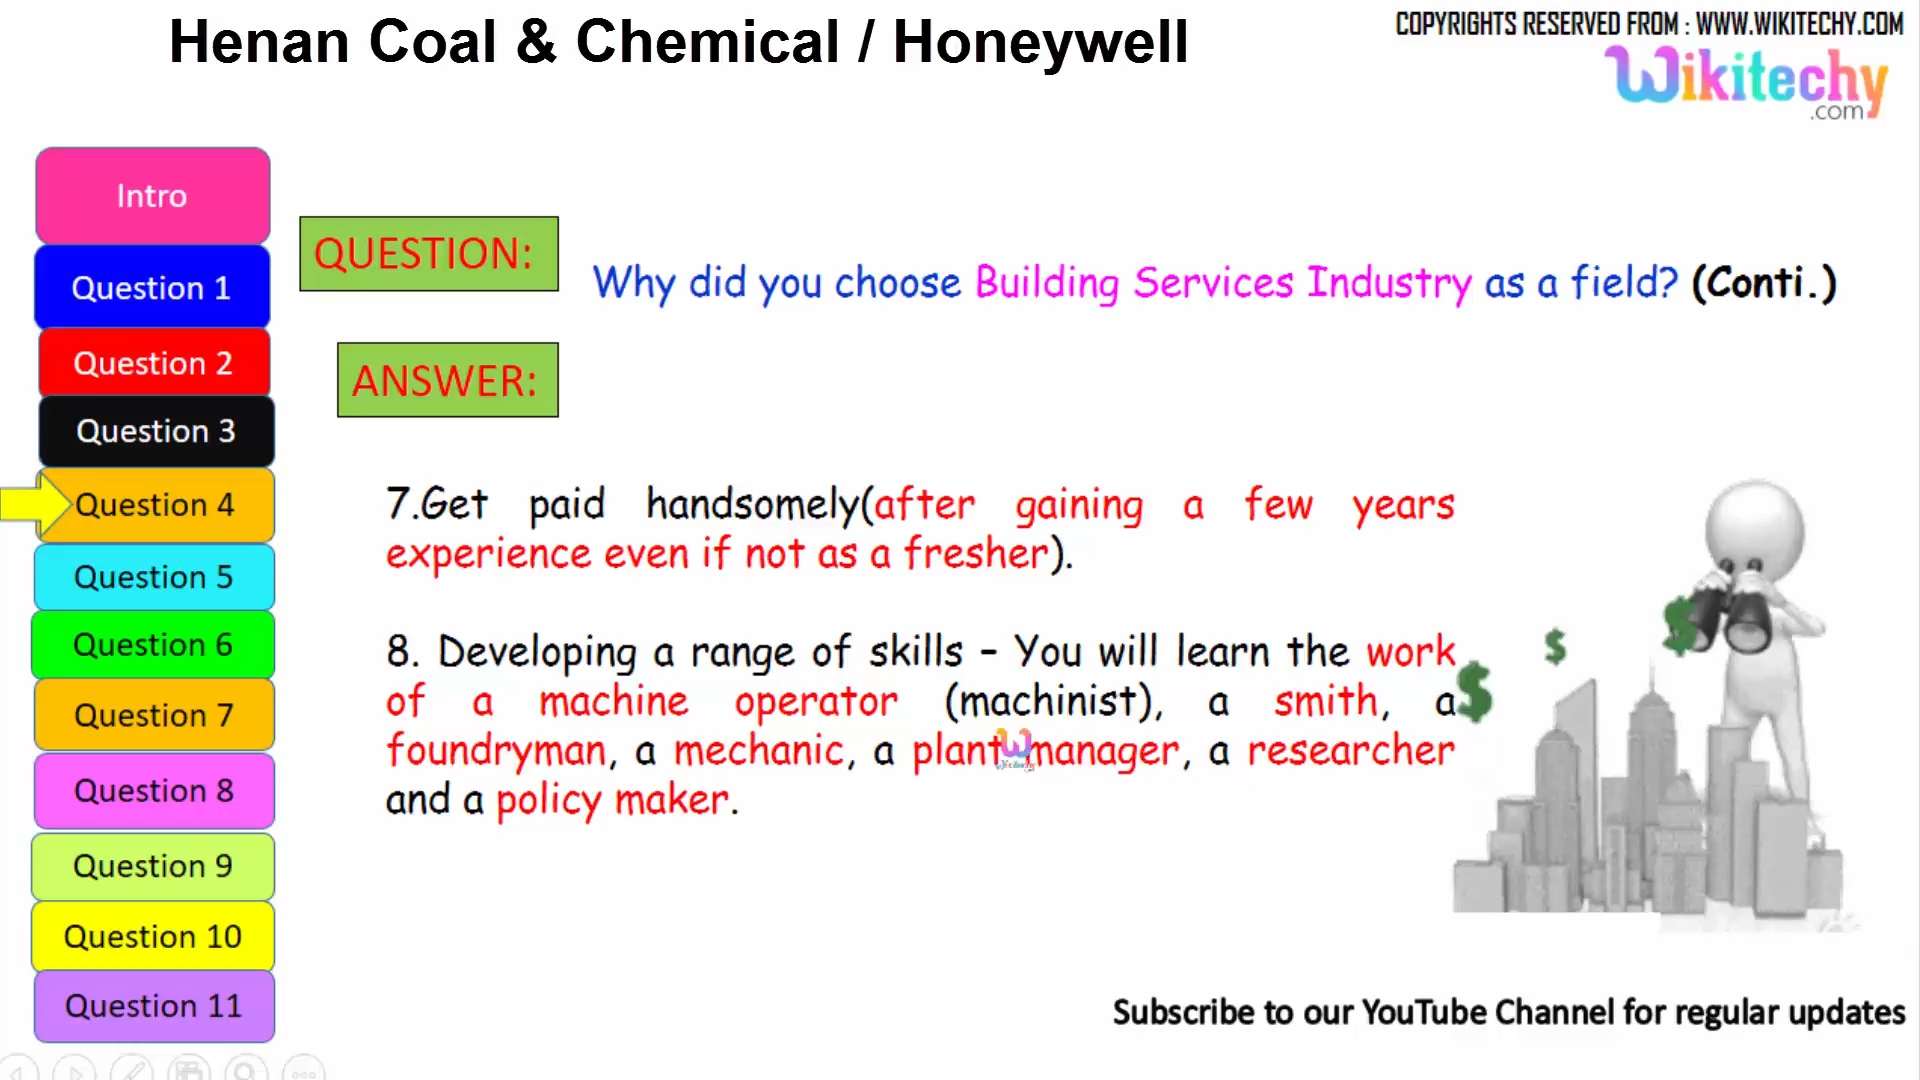 Henan Coal & Chemical / Honeywell
COPYRIGHTS RESERVED FROM : WWW.WIKITECHY.COM
Wikitechy
.com
Intro
Question 1
Question 2
Question 3
Question 4
Question 5
Question 6
Question 7
Question 8
Question 9
Question 10
Question 11
QUESTION:
Why did you choose Building Services Industry as a field? (Conti.)
ANSWER:
7.Get paid handsomely(after gaining a few years
experience even if not as a fresher).
8. Developing a range of skills – You will learn the work
of a machine operator (machinist), a smith, a
foundryman, a mechanic, a plant manager, a researcher
and a policy maker.
$
$
$
Subscribe to our YouTube Channel for regular updates